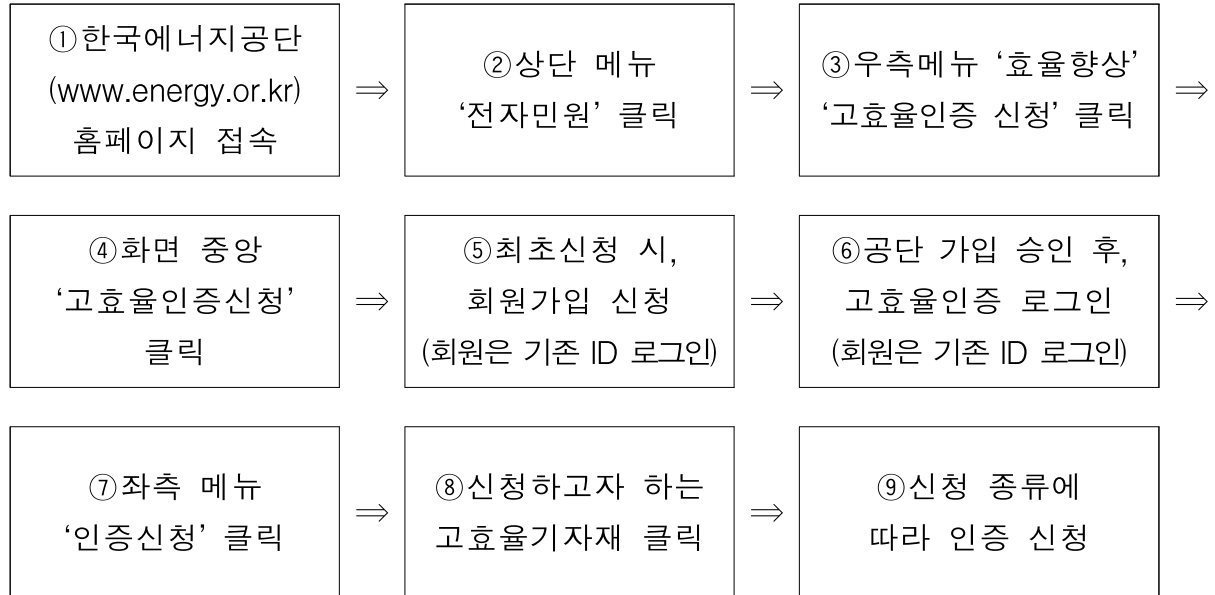 ①한국에너지공단
(www.energy.or.kr)
홈페이지 접속
⇒
②상단 메뉴
‘전자민원’ 클릭
⇒
③우측메뉴 ‘효율향상’
‘고효율인증 신청’ 클릭
⇒
④화면 중앙
‘고효율인증신청’
클릭
⇒
⑤최초신청 시,
회원가입 신청
(회원은 기존 ID 로그인)
⇒
⑥공단 가입 승인 후,
고효율인증 로그인
(회원은 기존 ID 로그인)
⇒
⑦좌측 메뉴
‘인증신청’ 클릭
⇒
⑧신청하고자 하는
고효율기자재 클릭
⇒
⑨신청 종류에
따라 인증 신청